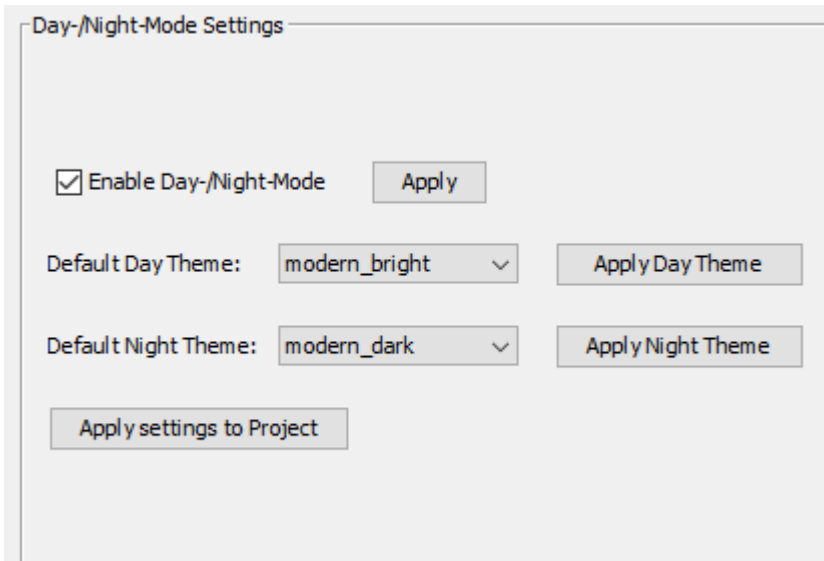 Day-/Night-Mode Settings
Enable Day-/Night-Mode Apply
Default Day Theme: modern_bright Apply Day Theme
Default Night Theme: modern_dark Apply Night Theme
Apply settings to Project